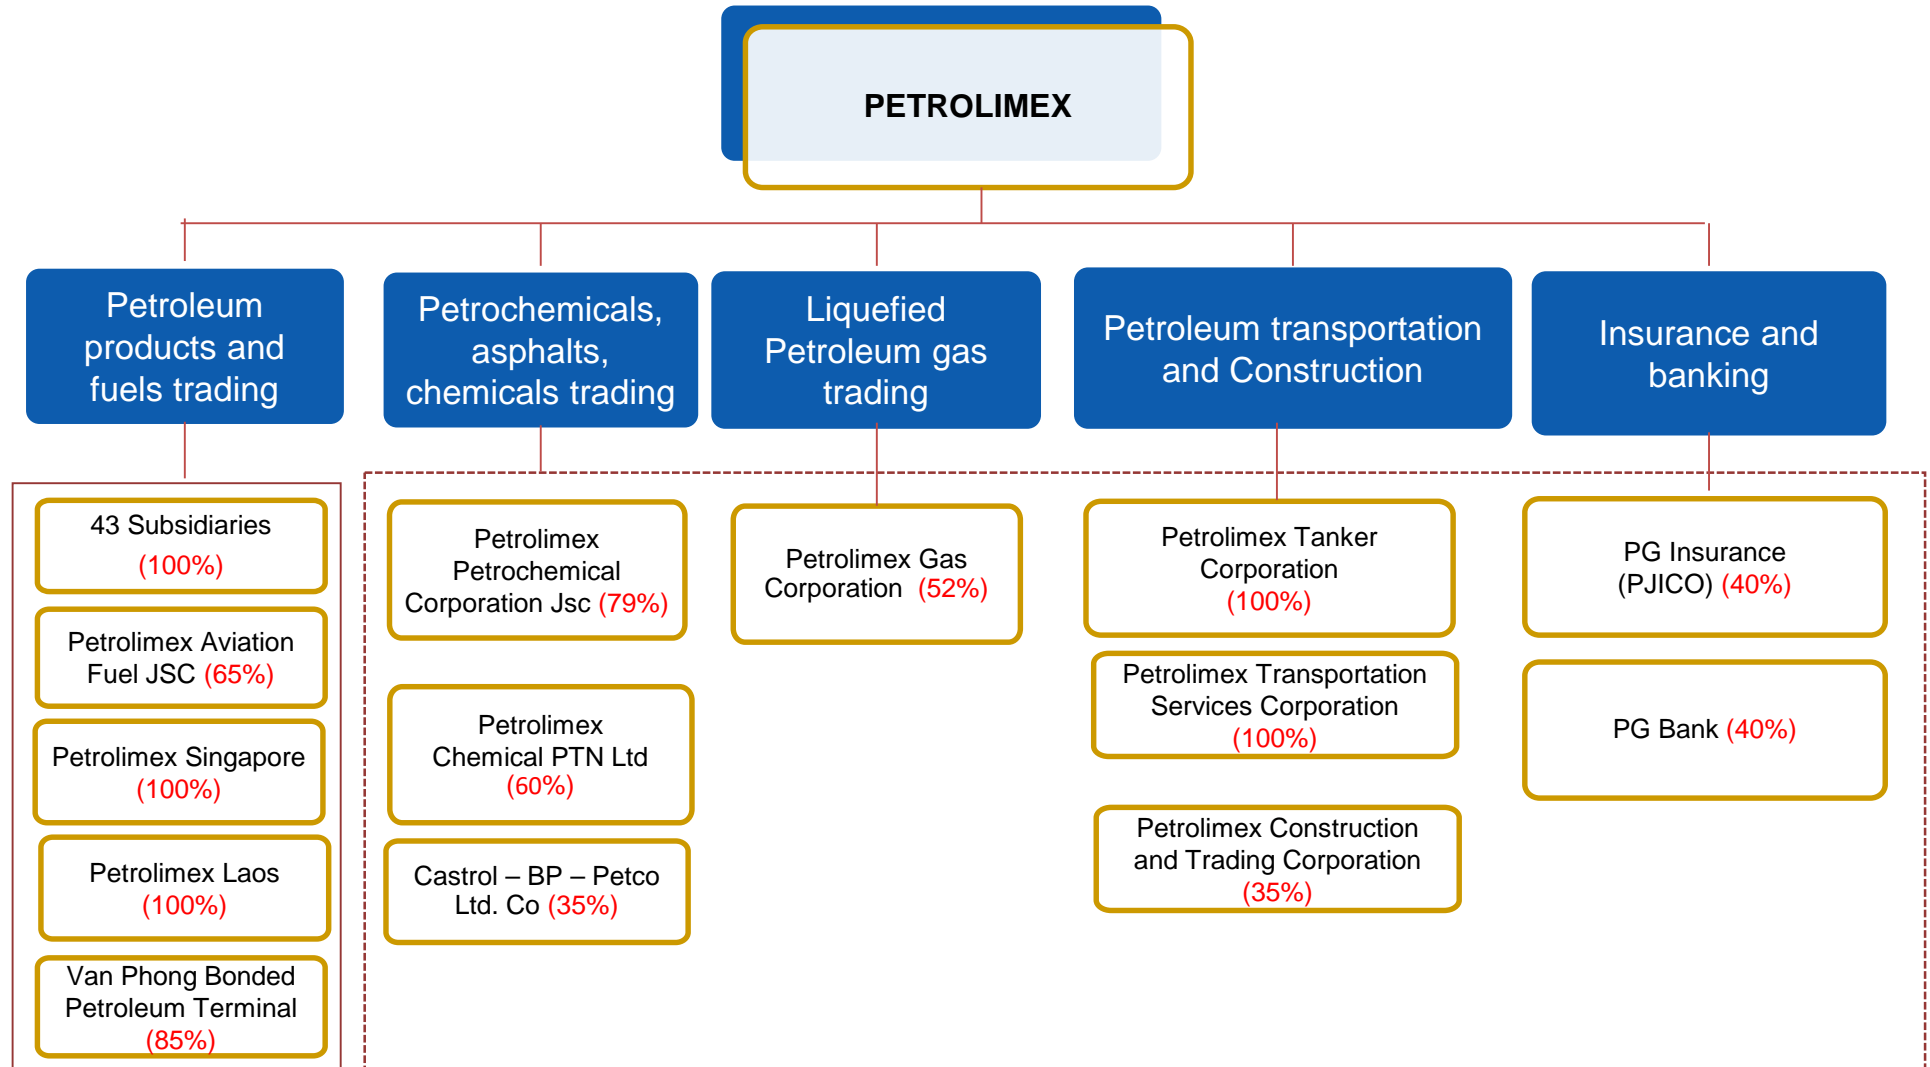 PETROLIMEX
Petroleum
products and
fuels trading
Petrochemicals,
asphalts,
chemicals trading
Liquefied
Petroleum gas
trading
Petroleum transportation
and Construction
Insurance and
banking
43 Subsidiaries
(100%)
Petrolimex Aviation
Fuel JSC (65%)
Petrolimex Singapore
(100%)
Petrolimex Laos
(100%)
Van Phong Bonded
Petroleum Terminal
(85%)
Petrolimex
Petrochemical
Corporation Jsc (79%)
Petrolimex
Chemical PTN Ltd
(60%)
Castrol – BP – Petco
Ltd. Co (35%)
Petrolimex Gas
Corporation (52%)
Petrolimex Tanker
Corporation
(100%)
Petrolimex Transportation
Services Corporation
(100%)
Petrolimex Construction
and Trading Corporation
(35%)
PG Insurance
(PJICO) (40%)
PG Bank (40%)